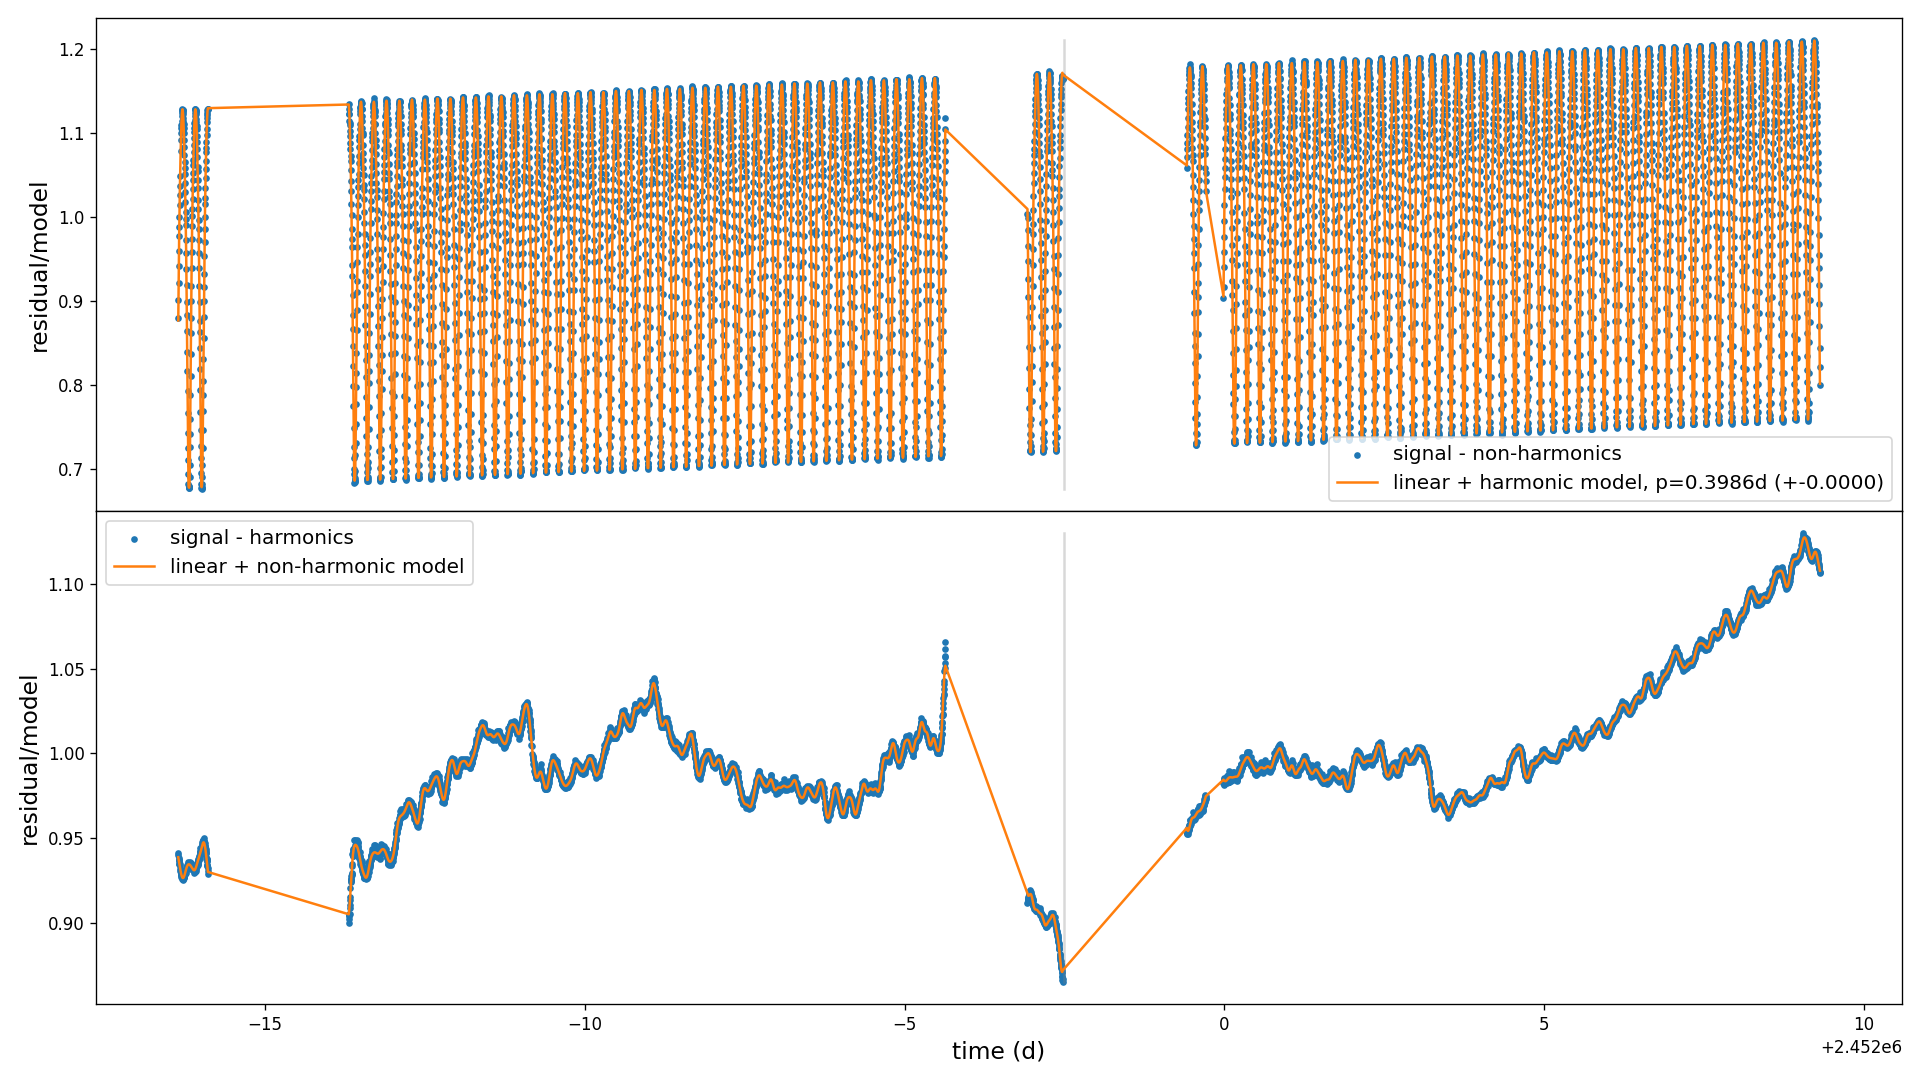 1.2
1.1
1.0
0.9
0.8
0.7
residual/model
signal - non-harmonics
linear + harmonic model, p=0.3986d (+-0.0000)
signal - harmonics
linear + non-harmonic model
1.10
1.05
1.00
0.95
0.90
residual/model
−15
−10
−5
0
5
10
time (d)
+2.452e6